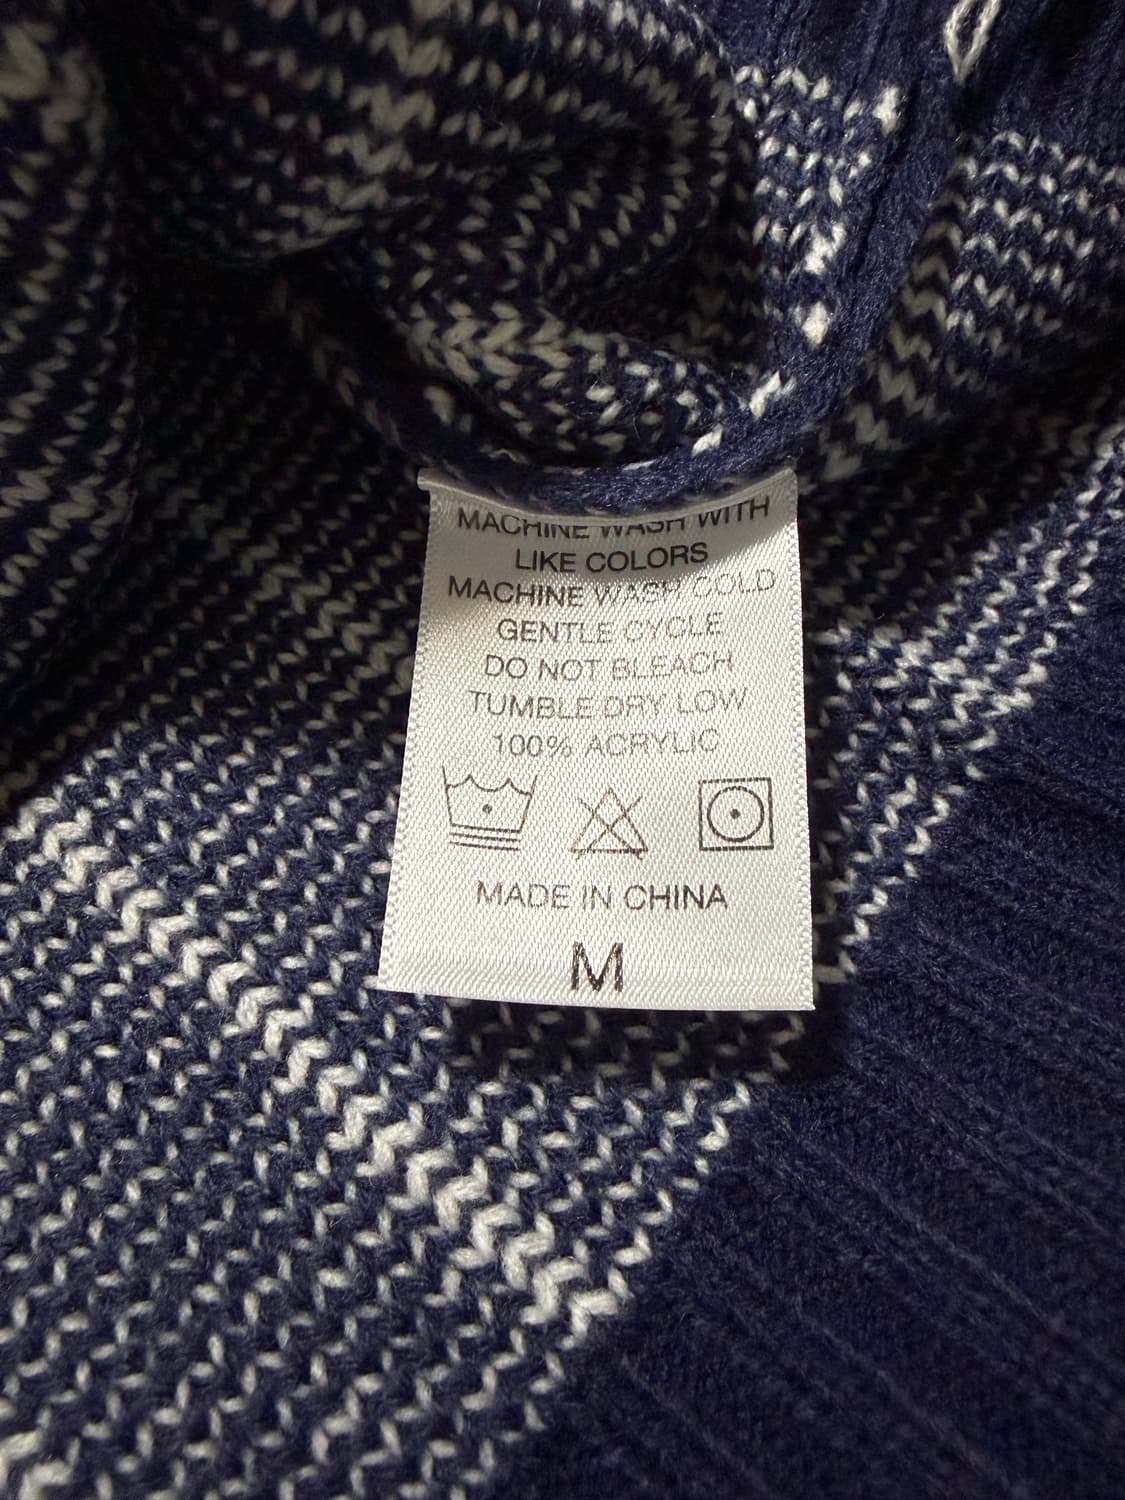 MACHINE WASH WITH
LIKE COLORS
MACHINE WASH COLD
GENTLE CYCLE
DO NOT BLEACH
TUMBLE DRY LOW
100% ACRYLIC
MADE IN CHINA
M